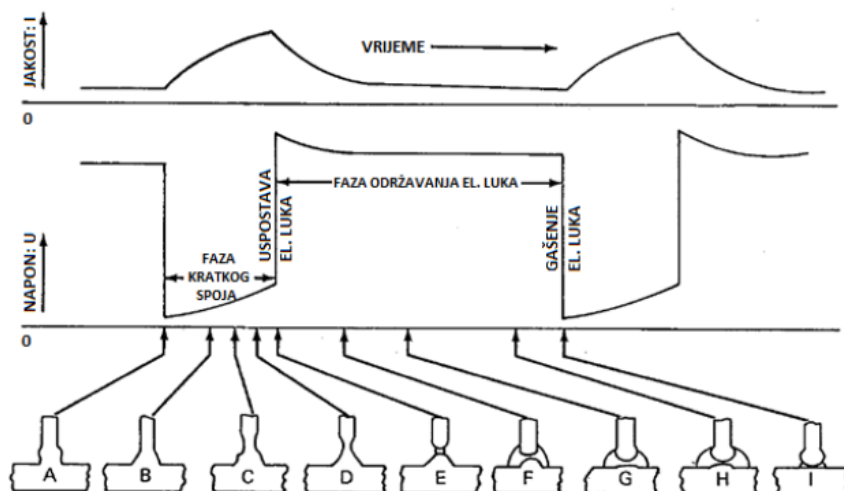 JAKOST: I
VRIJEME
0
NAPON: U
FAZA
KRATKOG
SPOJA
USPOSTAVA
EL. LUKA
FAZA ODRŽAVANJA EL. LUKA
GAŠENJE
EL. LUKA
0
A B C D E F G H I